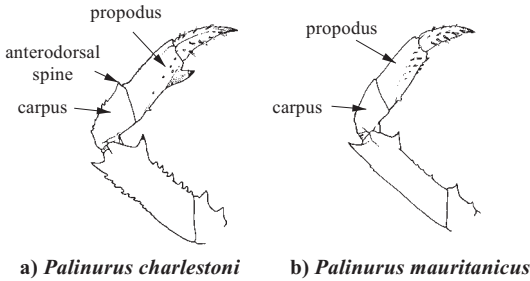 propodus
anterodorsal
spine
carpus
propodus
carpus
a) Palinurus charlestoni
b) Palinurus mauritanicus